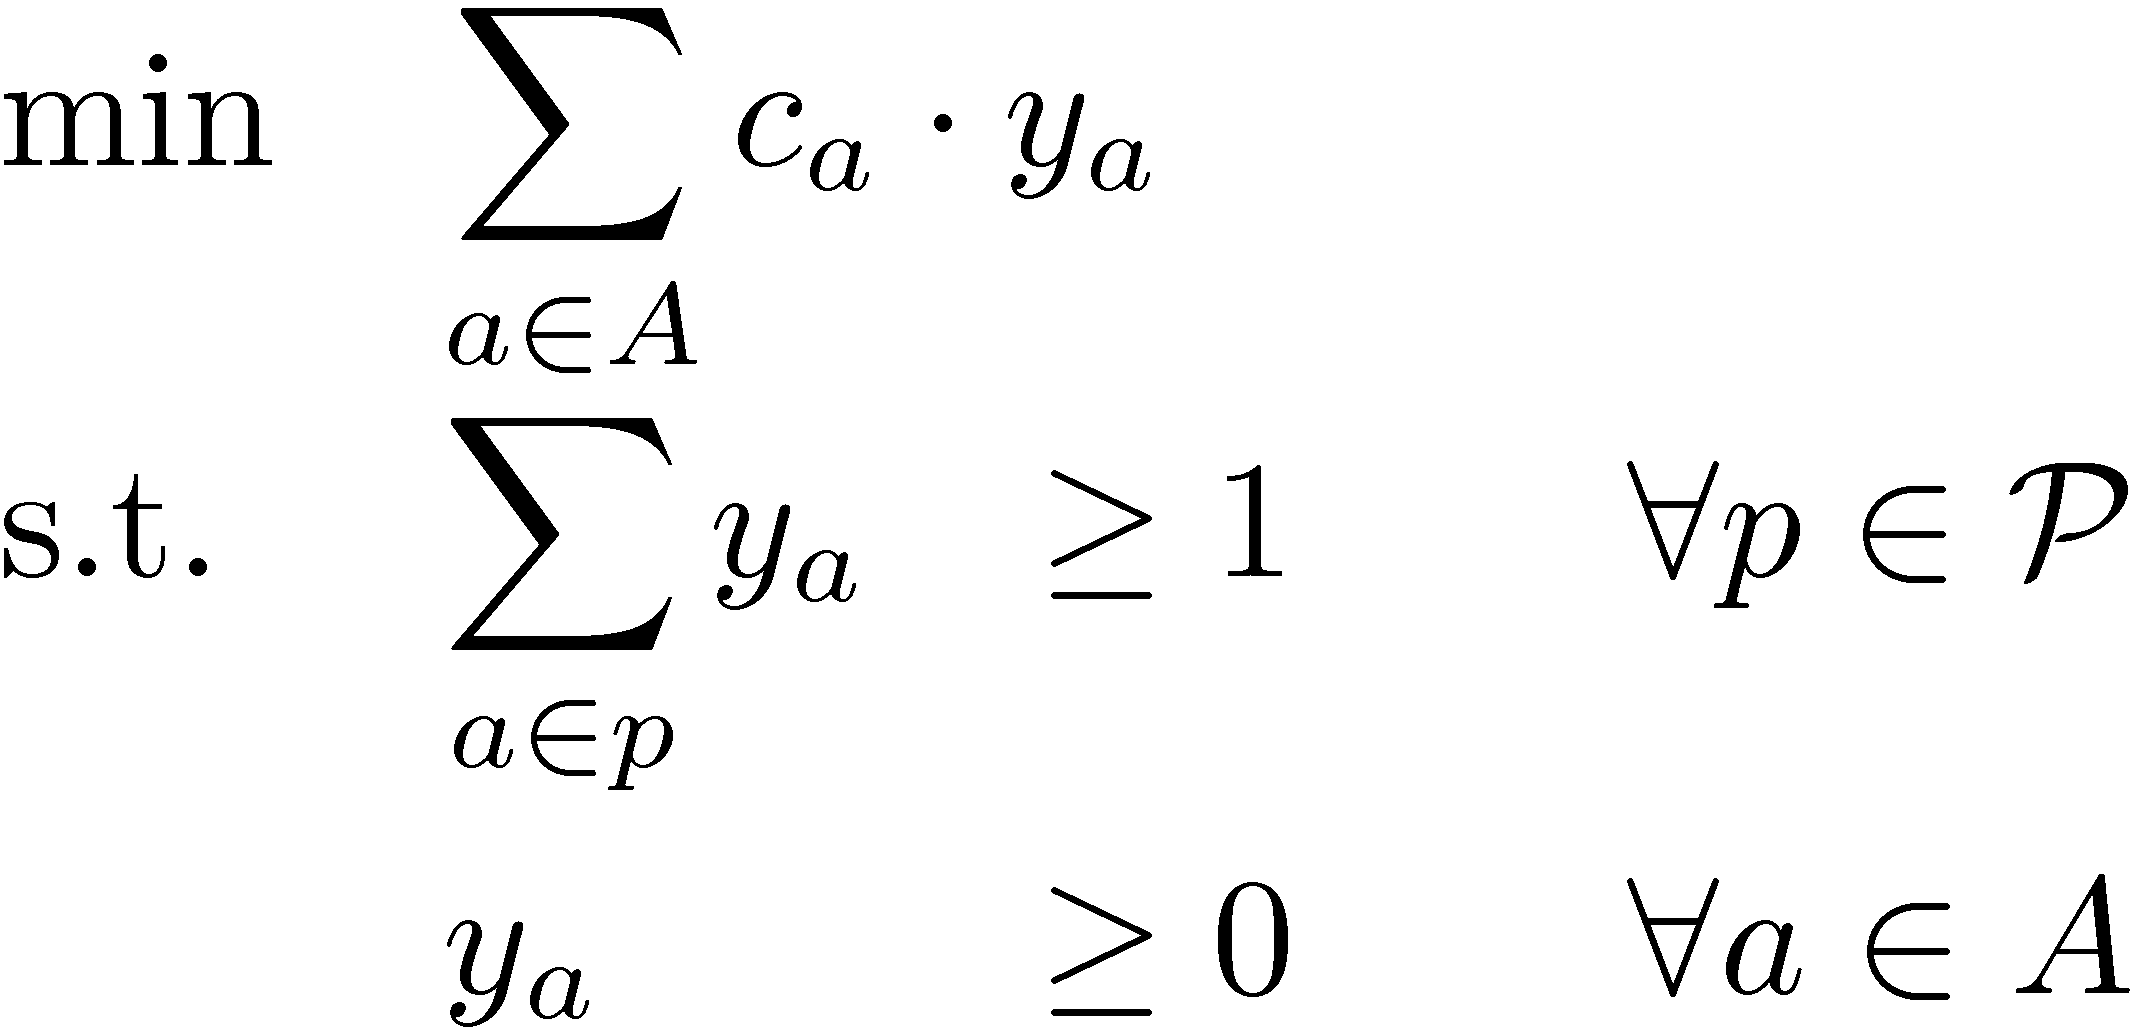 min ∑_{a∈A} c_a · y_a
s.t. ∑_{a∈p} y_a ≥ 1 ∀p ∈ 𝒫
y_a ≥ 0 ∀a ∈ A